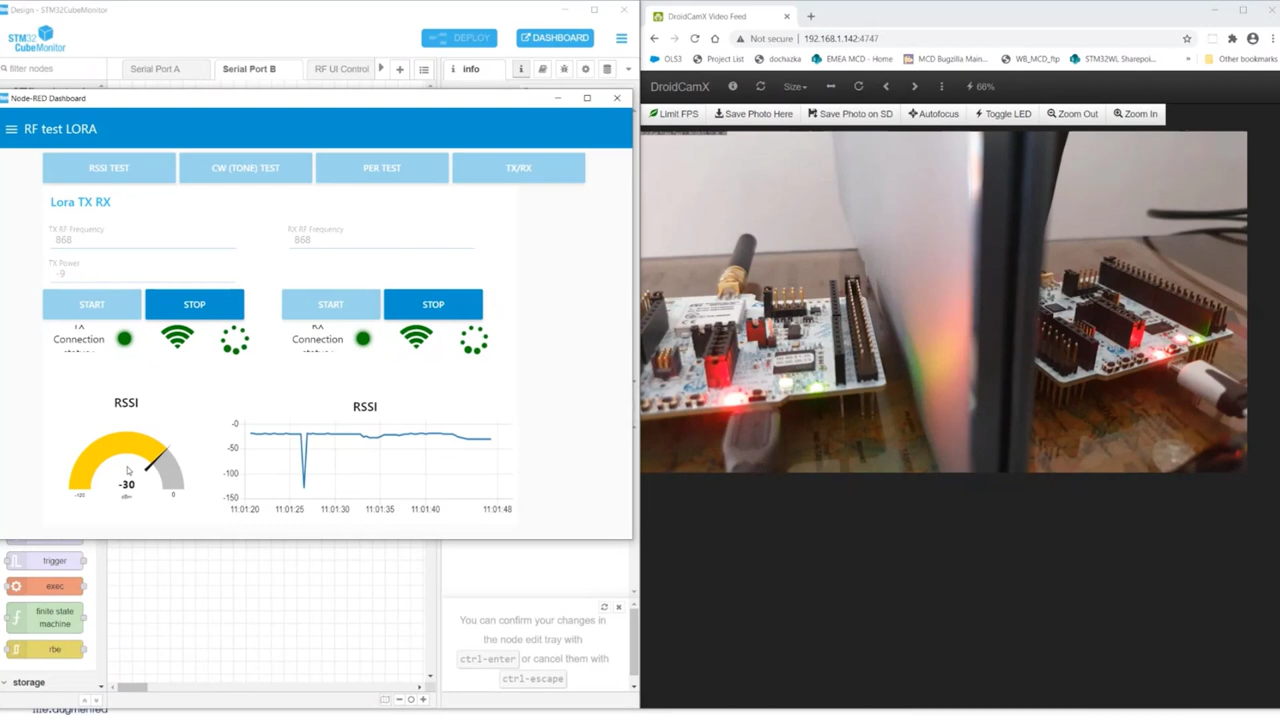 Design - STM32CubeMonitor
STM32
CubeMonitor
DEPLOY
DASHBOARD
filter nodes
Serial Port A
Serial Port B
RF UI Control
info
Node-RED Dashboard
RF test LORA
RSSI TEST
CW (TONE) TEST
PER TEST
TX/RX
Lora TX RX
TX RF Frequency
868
RX RF Frequency
868
TX Power
-9
START
STOP
START
STOP
Connection
Connection
RSSI
-30
dBm
-120
0
RSSI
-0
-50
-100
-150
11:01:20
11:01:25
11:01:30
11:01:35
11:01:40
11:01:48
trigger
exec
finite state
machine
rbe
storage
You can confirm your changes in
the node edit tray with
ctrl-enter or cancel them with
ctrl-escape
life.augmented
DroidCamX Video Feed
Not secure
192.168.1.142:4747
OLS3
Project List
dochazka
EMEA MCD - Home
MCD Bugzilla Main...
WB_MCD_ftp
STM32WL Sharepoi...
Other bookmarks
DroidCamX
Size
66%
Limit FPS
Save Photo Here
Save Photo on SD
Autofocus
Toggle LED
Zoom Out
Zoom In